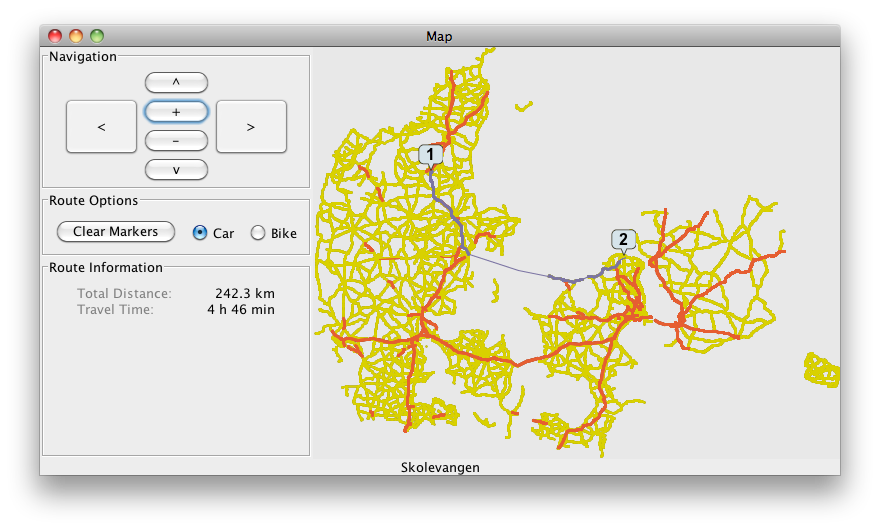 Map
Navigation
^
< + >
−
v
Route Options
Clear Markers Car Bike
Route Information
Total Distance: 242.3 km
Travel Time: 4 h 46 min
1
2
Skolevangen